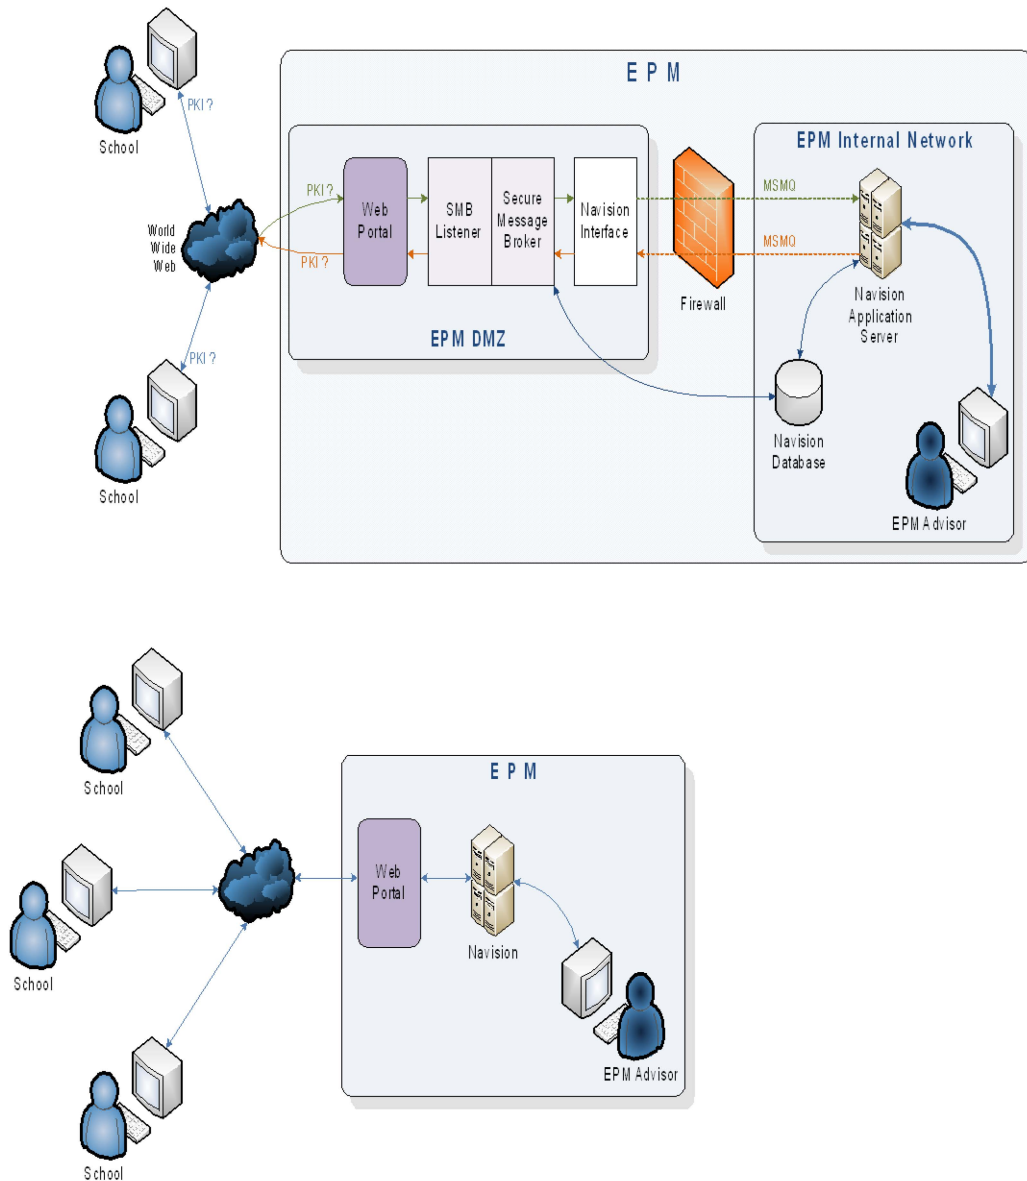 E P M
PKI ?
School
EPM Internal Network
World
Wide
Web
PKI ?
PKI ?
Web
Portal
SMB
Listener
Secure
Message
Broker
Navision
Interface
MSMQ
MSMQ
Firewall
Navision
Application
Server
EPM DMZ
PKI ?
School
Navision
Database
EPM Advisor
School
E P M
Web
Portal
School
Navision
EPM Advisor
School